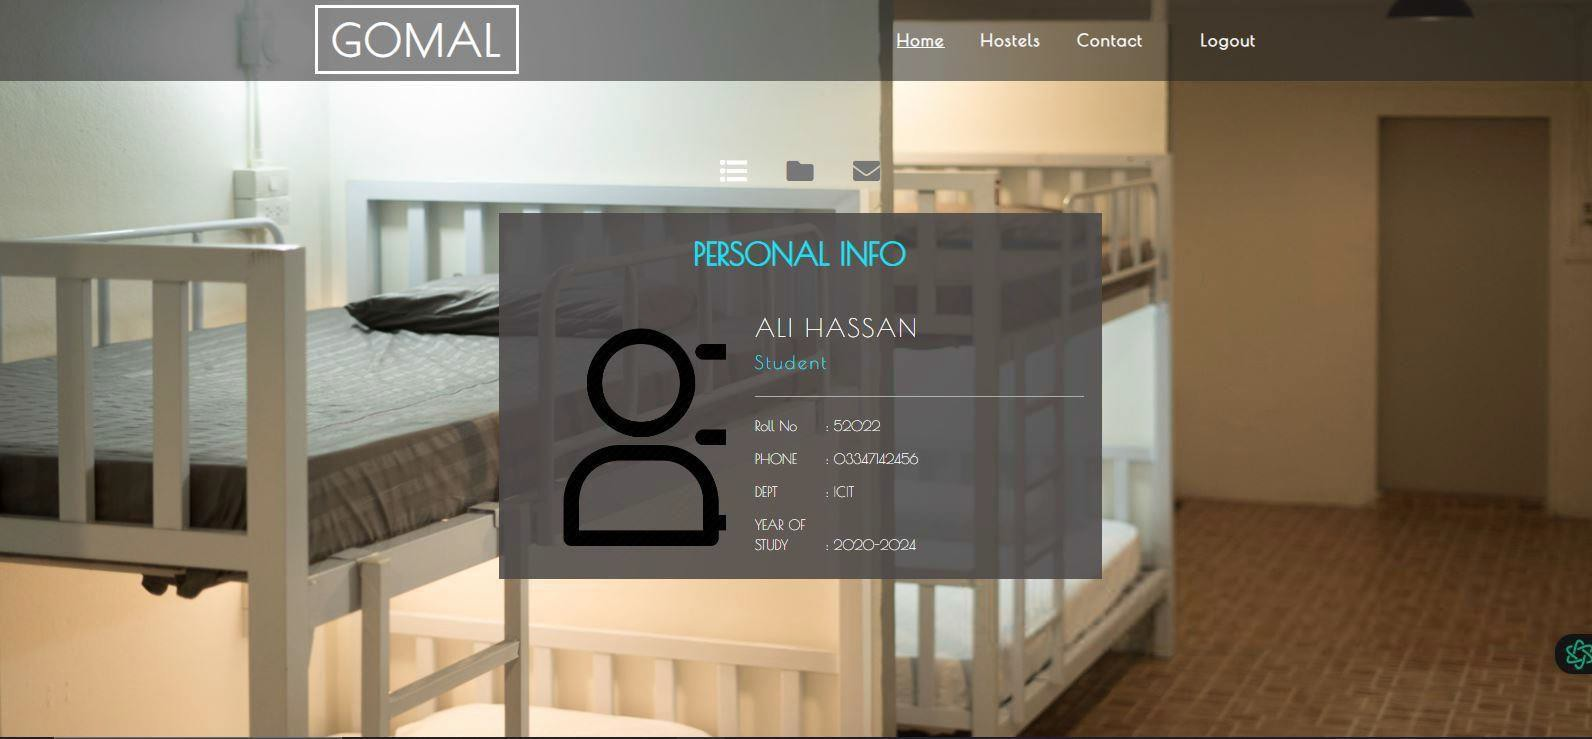 GOMAL
Home Hostels Contact Logout
PERSONAL INFO
ALI HASSAN
Student
Roll No : 52022
PHONE : 03347142456
DEPT : ICIT
YEAR OF
STUDY : 2020-2024